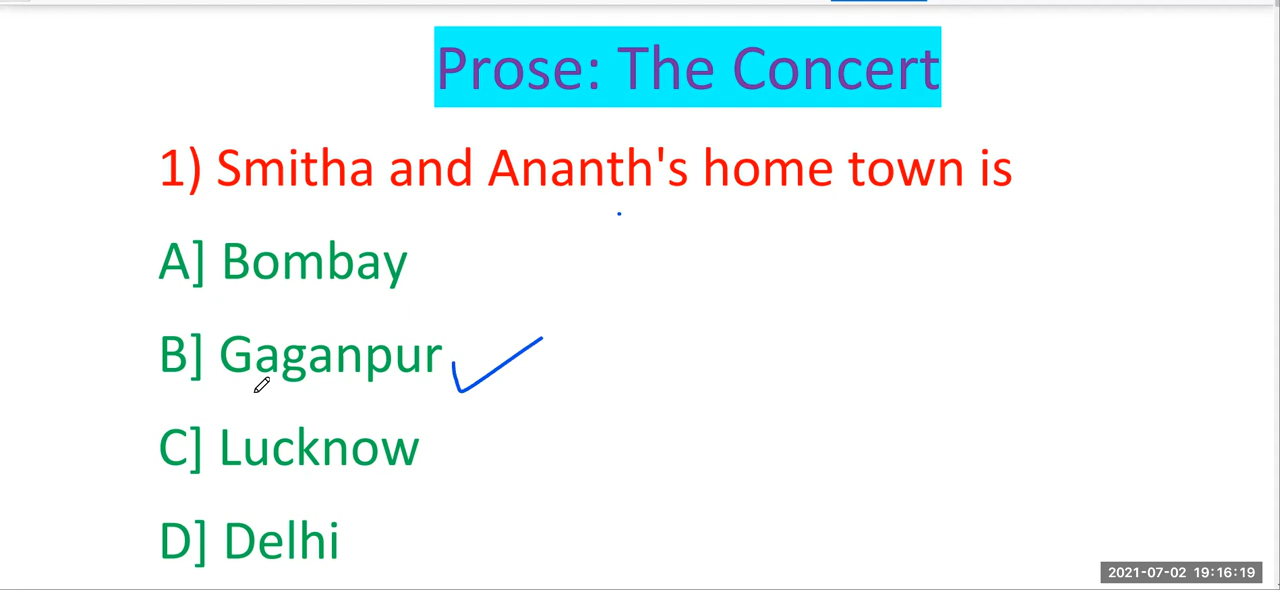 Prose: The Concert
1) Smitha and Ananth's home town is
A] Bombay
B] Gaganpur
C] Lucknow
D] Delhi
2021-07-02 19:16:19